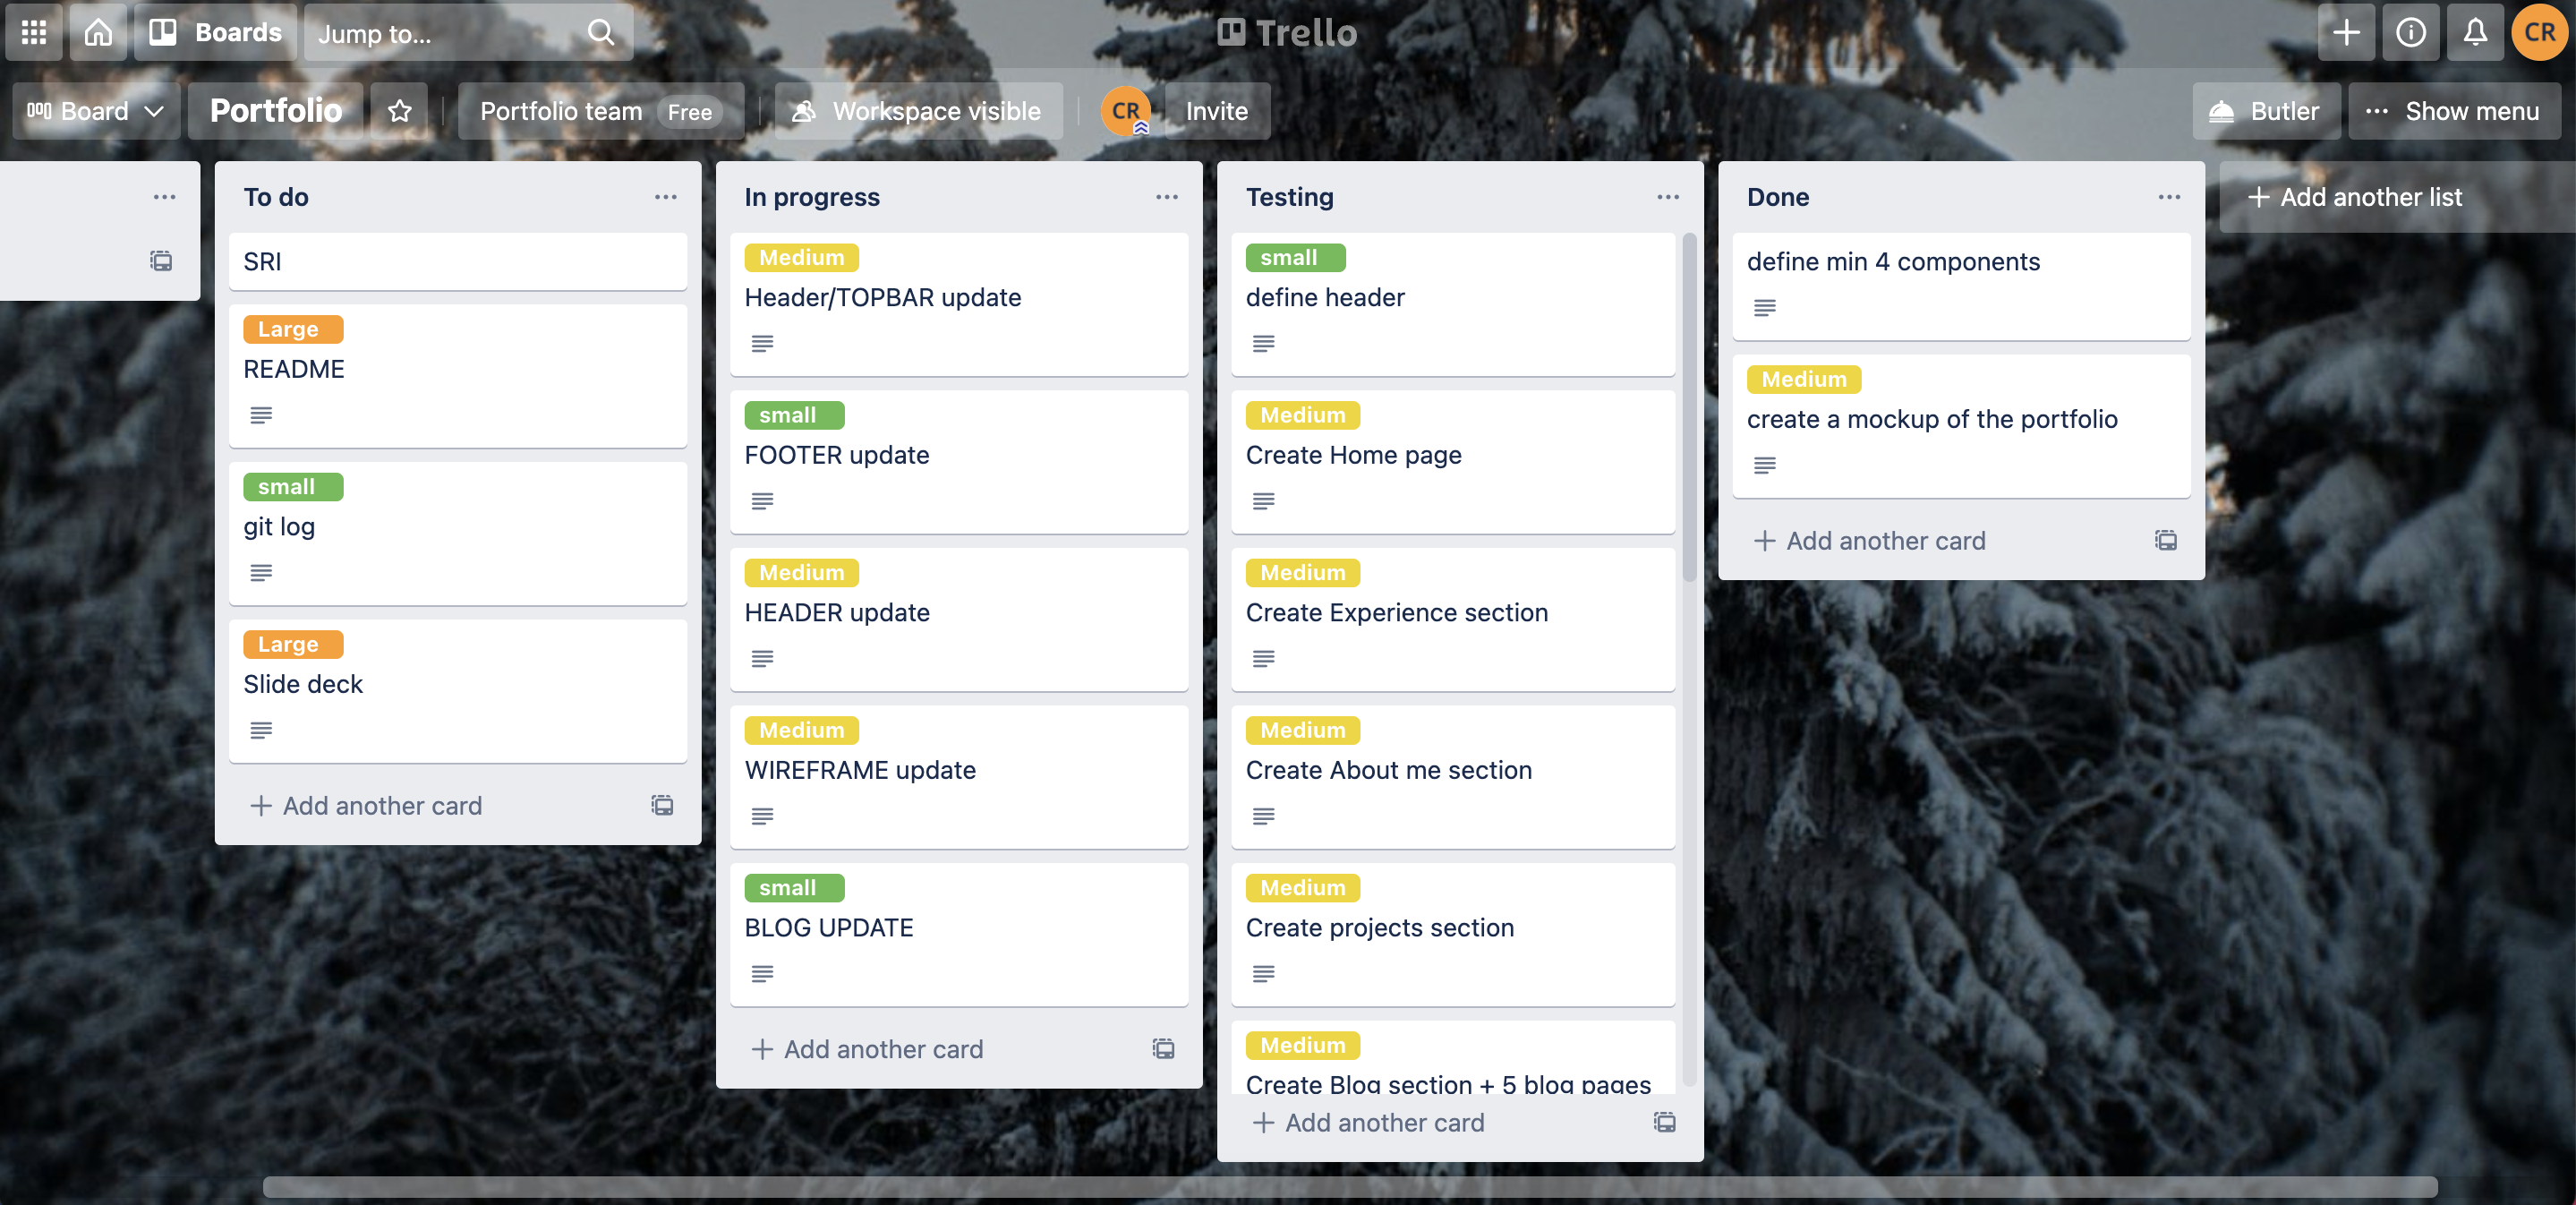 Boards
Jump to...
Trello
CR
Board
Portfolio
Portfolio team Free
Workspace visible
CR
Invite
Butler
... Show menu
To do
SRI
Large
README
small
git log
Large
Slide deck
+ Add another card
In progress
Medium
Header/TOPBAR update
small
FOOTER update
Medium
HEADER update
Medium
WIREFRAME update
small
BLOG UPDATE
+ Add another card
Testing
small
define header
Medium
Create Home page
Medium
Create Experience section
Medium
Create About me section
Medium
Create projects section
Medium
Create Blog section + 5 blog pages
+ Add another card
Done
define min 4 components
Medium
create a mockup of the portfolio
+ Add another card
+ Add another list